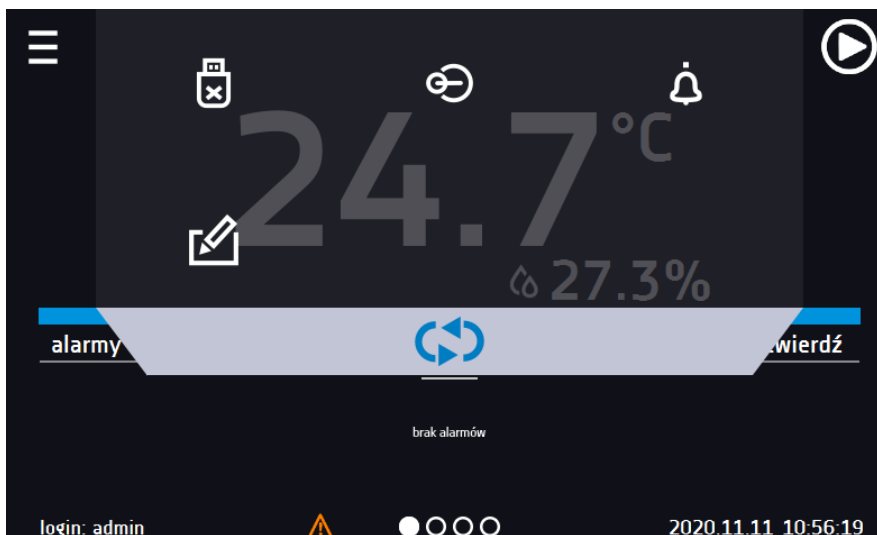 24.7°C
27.3%
alarmy
wierdź
brak alarmów
login: admin
2020.11.11 10:56:19